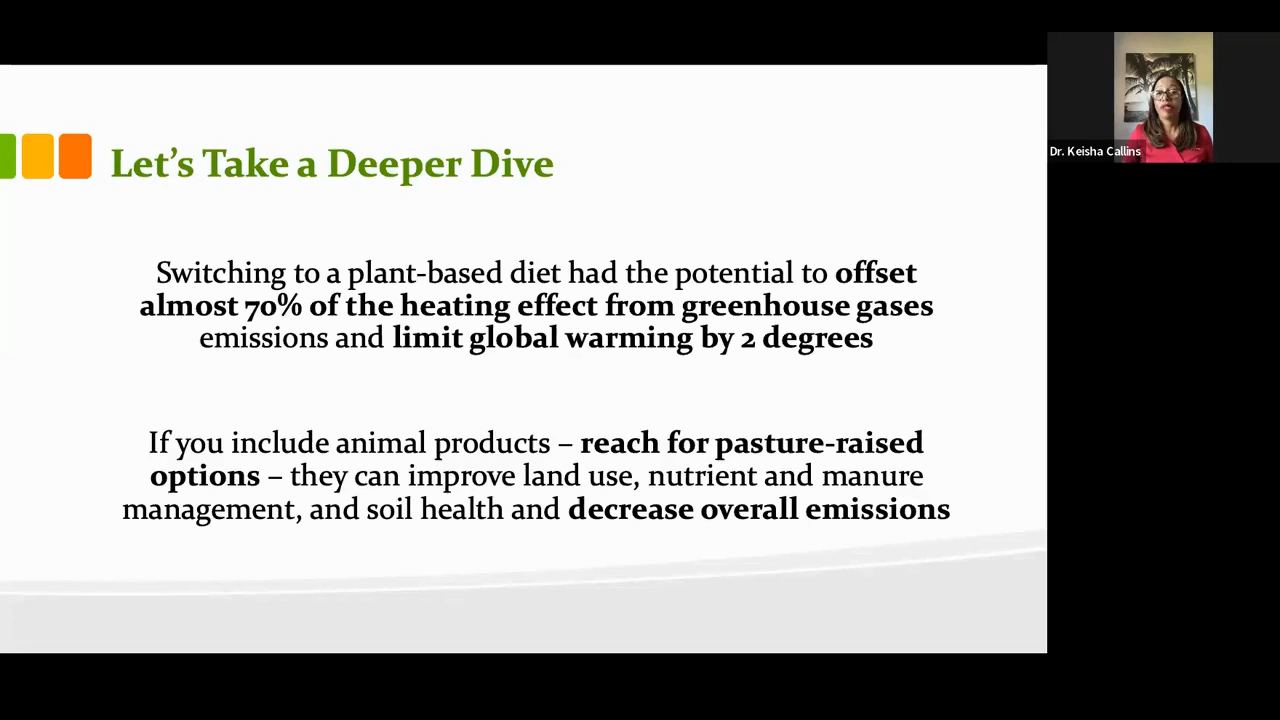 Let's Take a Deeper Dive
Switching to a plant-based diet had the potential to offset
almost 70% of the heating effect from greenhouse gases
emissions and limit global warming by 2 degrees
If you include animal products – reach for pasture-raised
options – they can improve land use, nutrient and manure
management, and soil health and decrease overall emissions
Dr. Keisha Callins